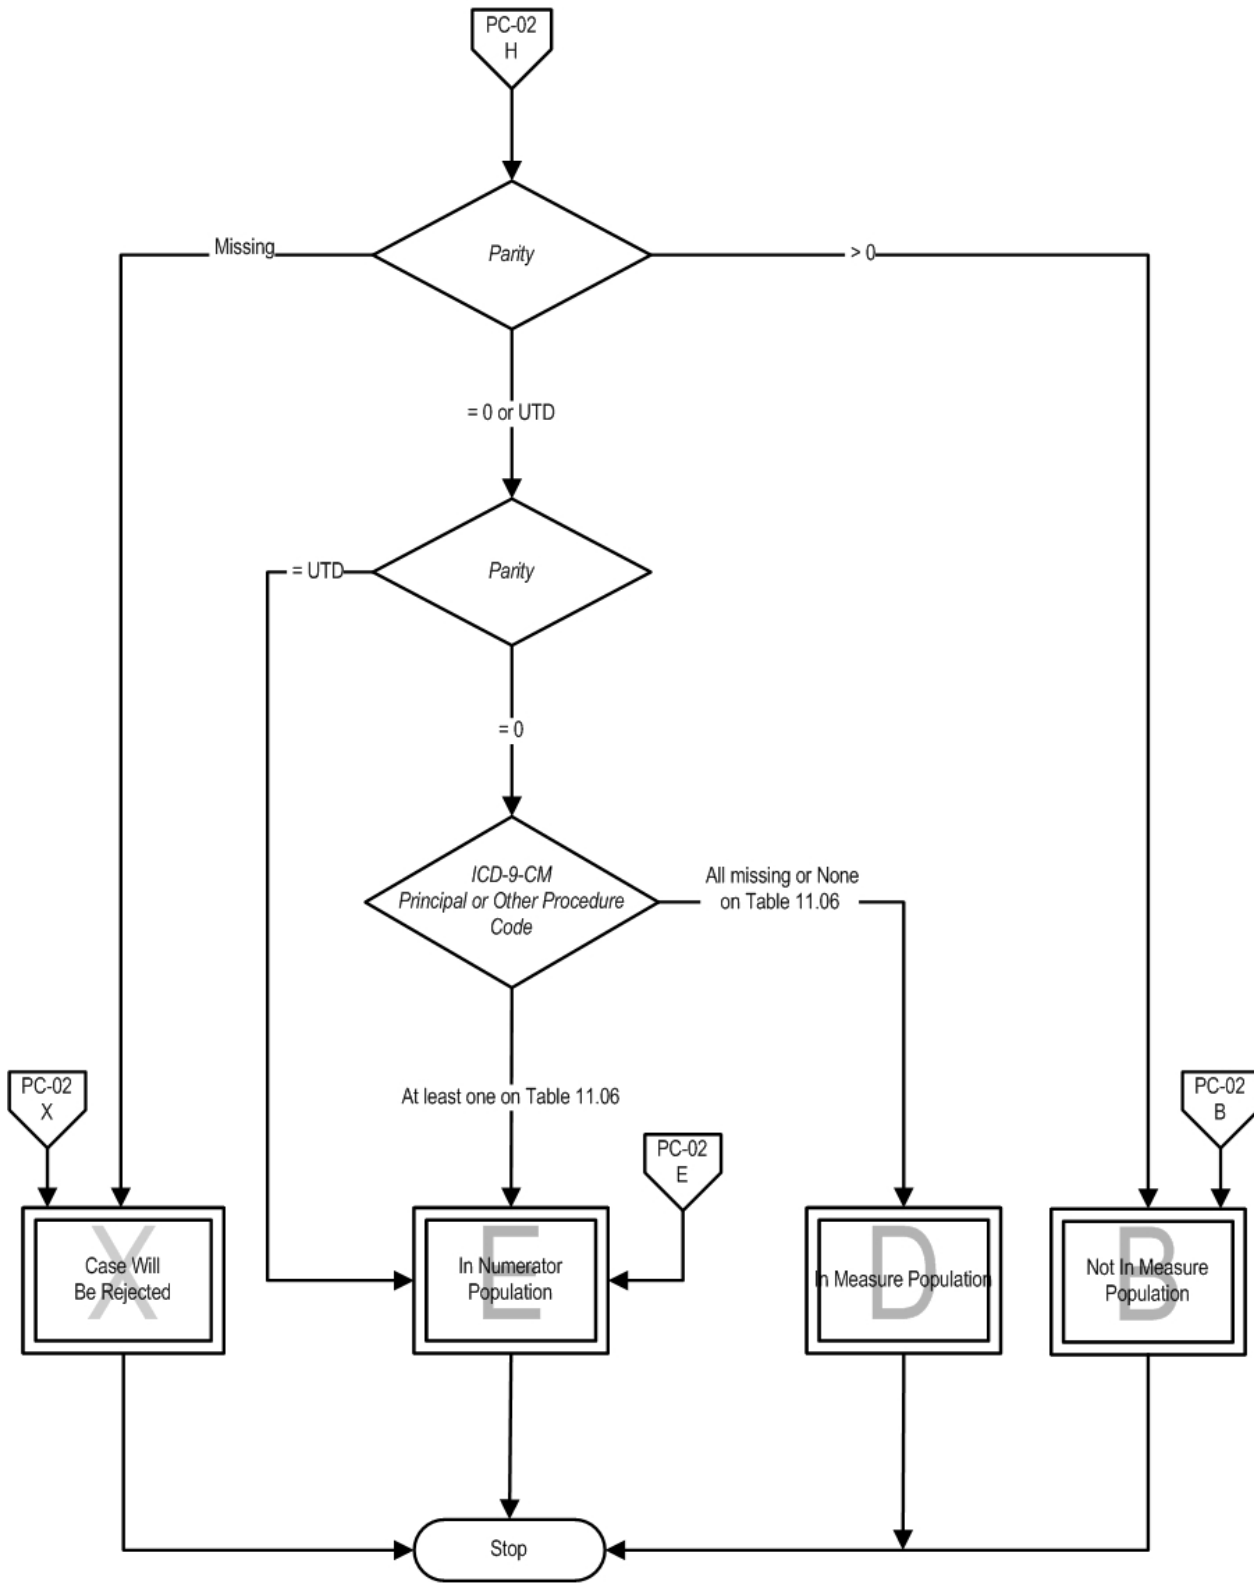 PC-02
H
Parity
Missing
> 0
= 0 or UTD
Parity
= UTD
= 0
ICD-9-CM
Principal or Other Procedure
Code
All missing or None
on Table 11.06
At least one on Table 11.06
PC-02
X
PC-02
E
PC-02
B
X
Case Will
Be Rejected
E
In Numerator
Population
D
In Measure Population
B
Not In Measure
Population
Stop